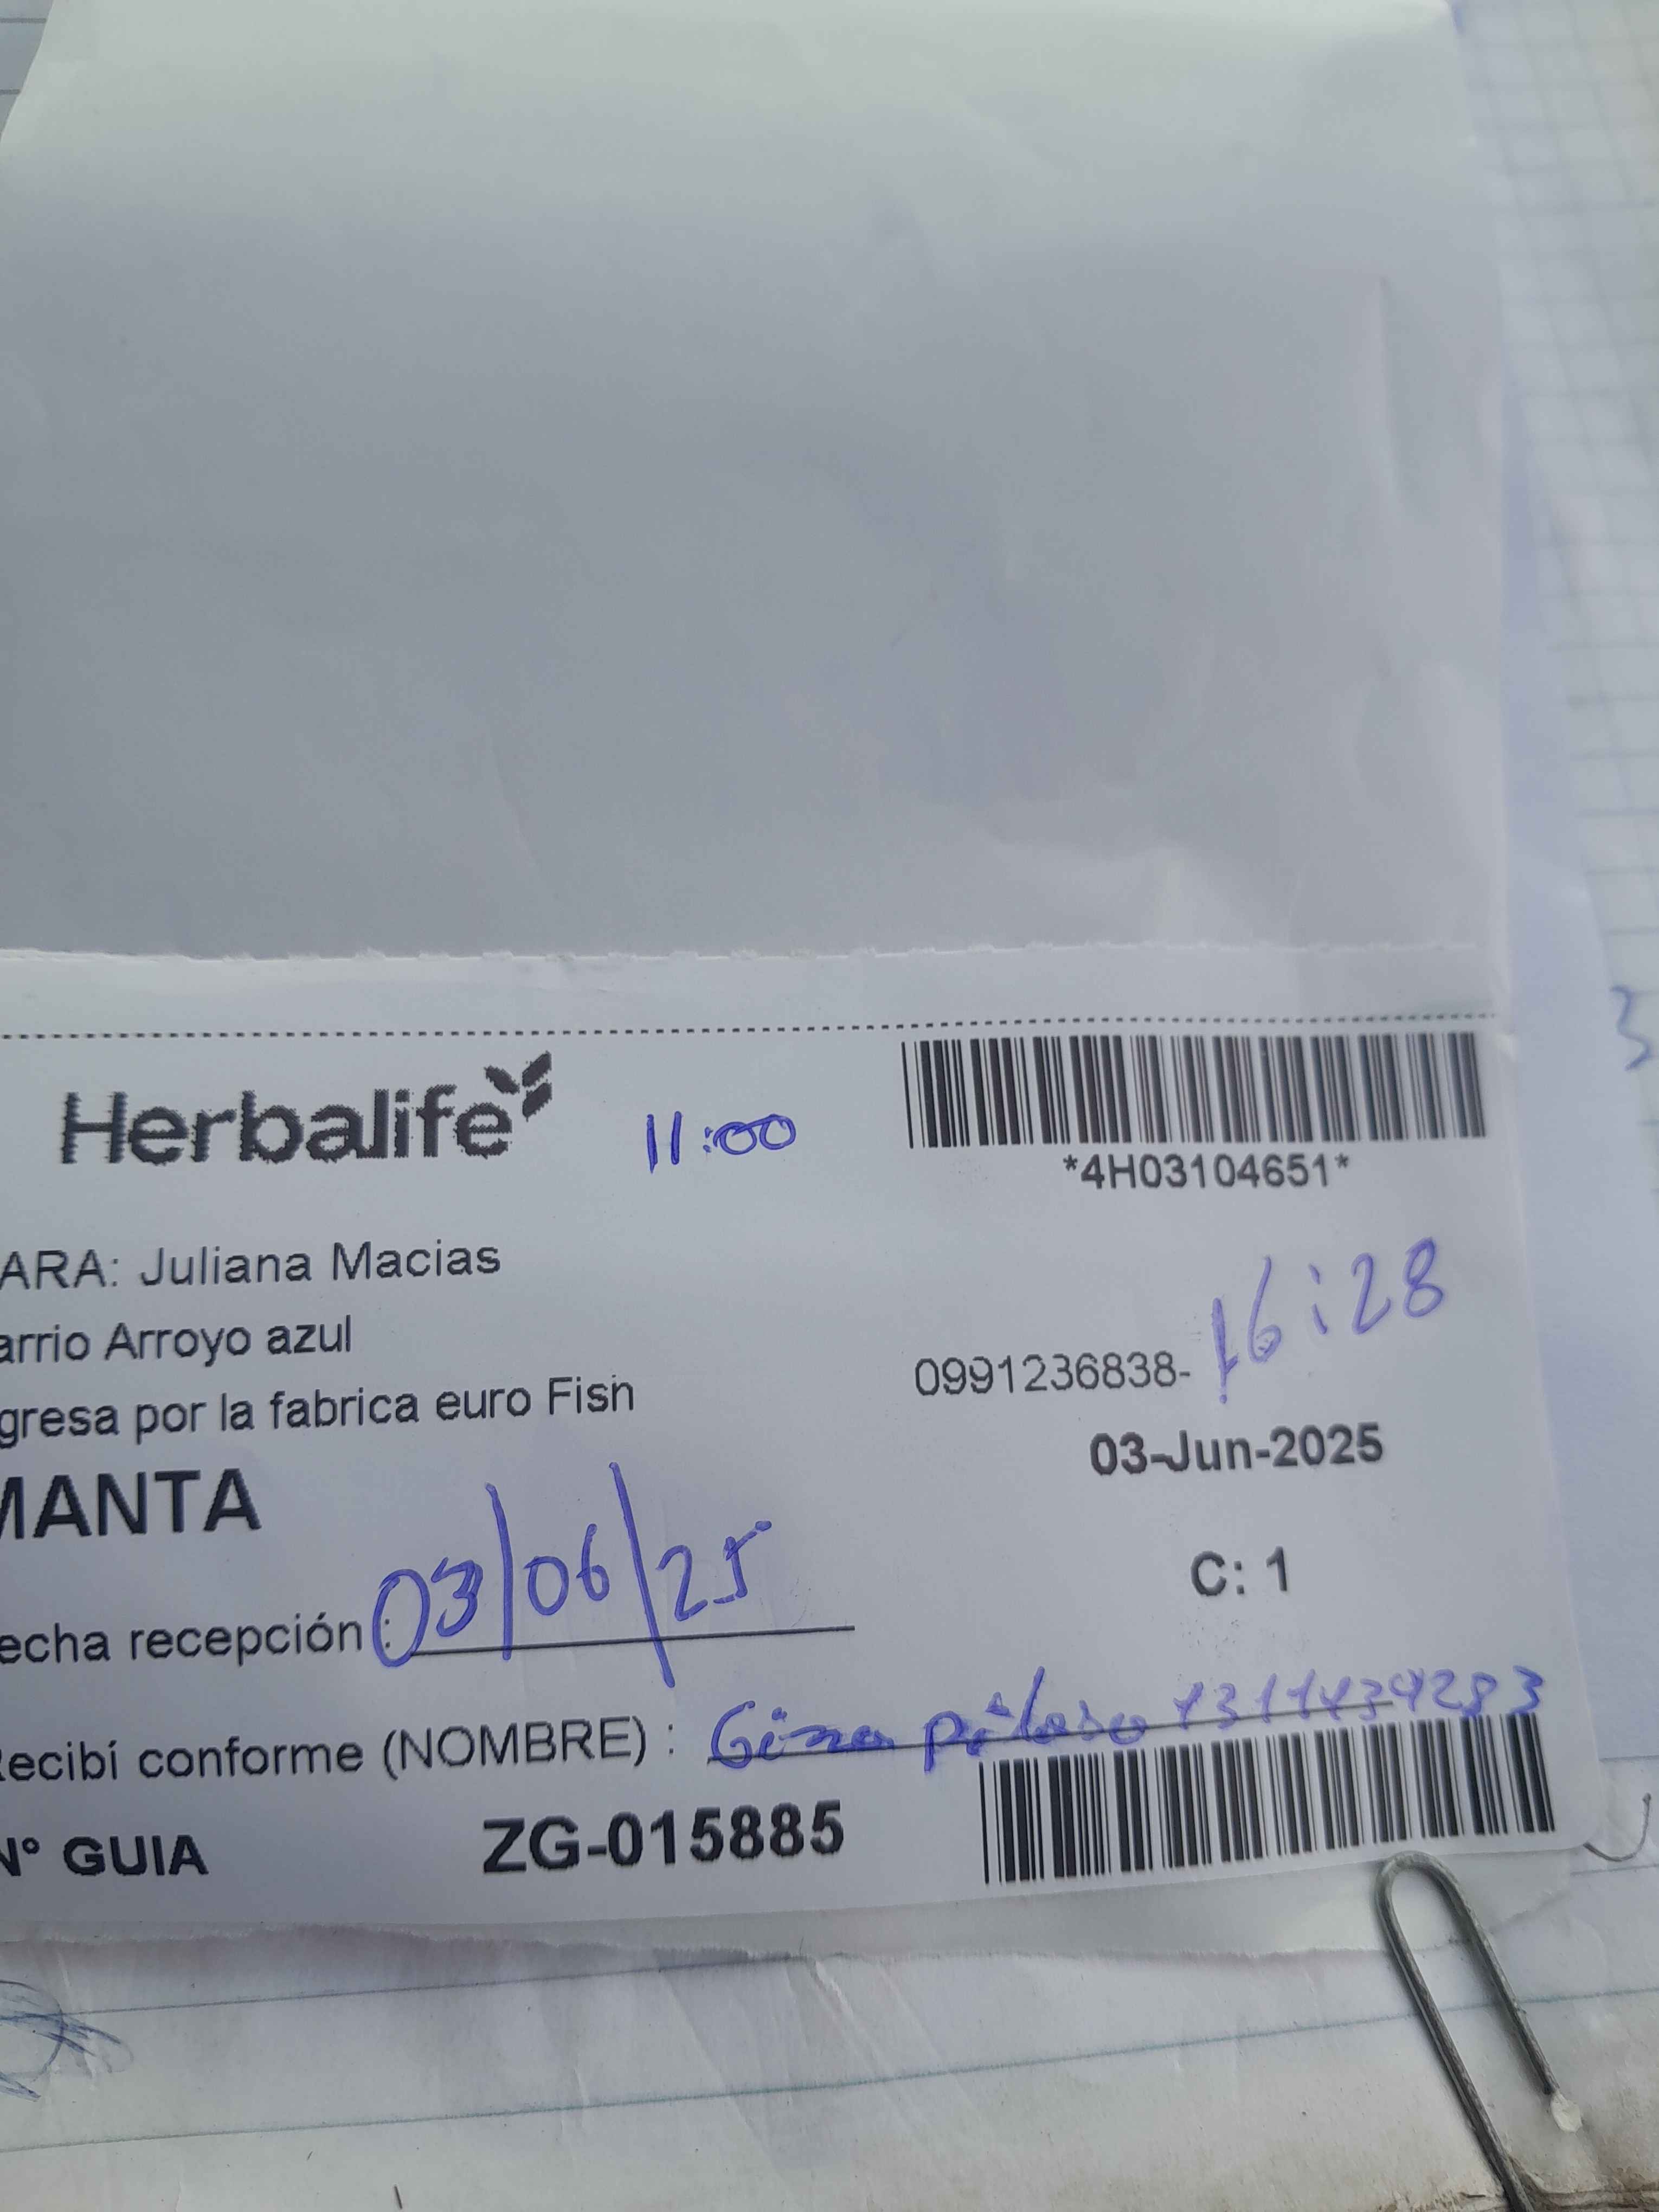 Herbalife 11:00
*4H03104651*
ARA: Juliana Macias
16:28
arrio Arroyo azul
0991236838-
gresa por la fabrica euro Fish
03-Jun-2025
MANTA
C: 1
echa recepción : 03/06/25
Recibí conforme (NOMBRE) : Gina
N° GUIA ZG-015885